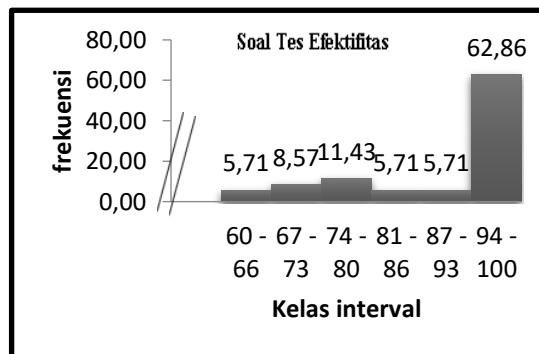 Soal Tes Efektifitas
frekuensi
80,00
60,00
40,00
20,00
0,00
5,71 8,57 11,43 5,71 5,71 62,86
60 - 67 - 74 - 81 - 87 - 94 -
66 73 80 86 93 100
Kelas interval